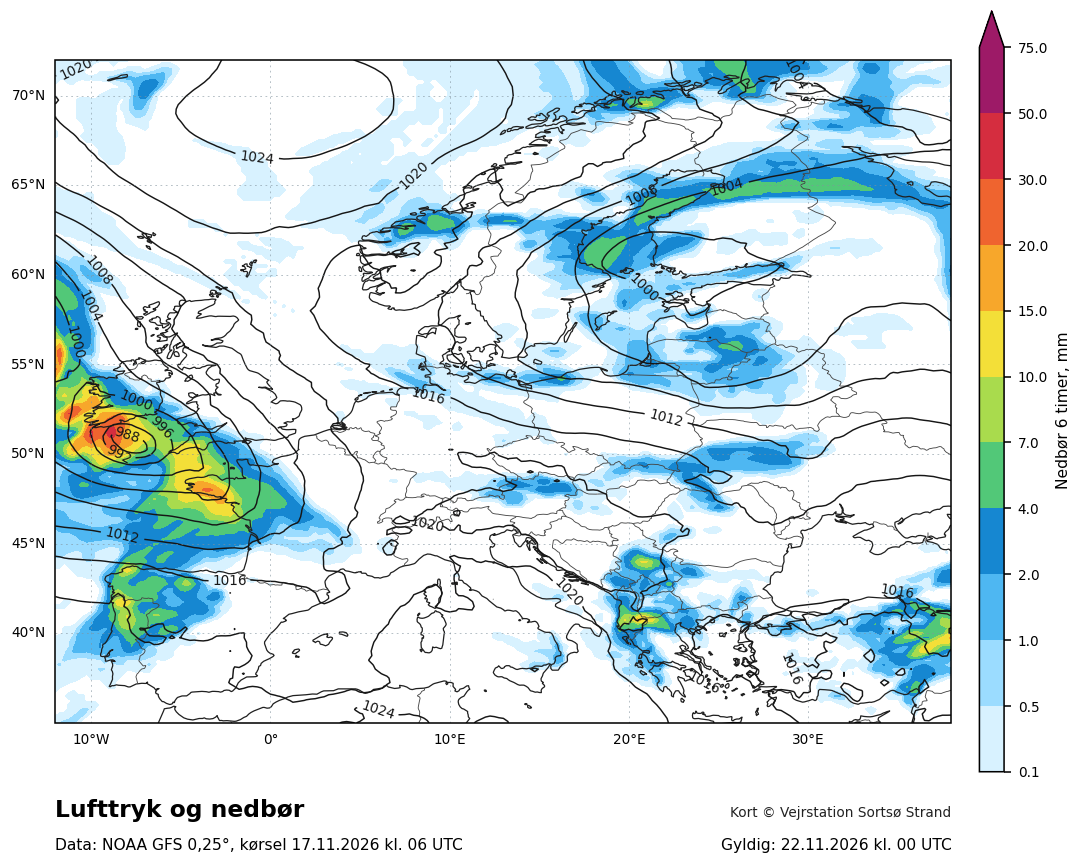 1020
1024
1020
1004
1008
1004
1000
1008
1004
1000
1000
996
988
992
1016
1012
1012
1020
1016
1020
1016
1016
1016
1024
70°N
65°N
60°N
55°N
50°N
45°N
40°N
10°W
0°
10°E
20°E
30°E
75.0
50.0
30.0
20.0
15.0
10.0
7.0
4.0
2.0
1.0
0.5
0.1
Nedbør 6 timer, mm
Lufttryk og nedbør
Kort © Vejrstation Sortsø Strand
Data: NOAA GFS 0,25°, kørsel 17.11.2026 kl. 06 UTC
Gyldig: 22.11.2026 kl. 00 UTC